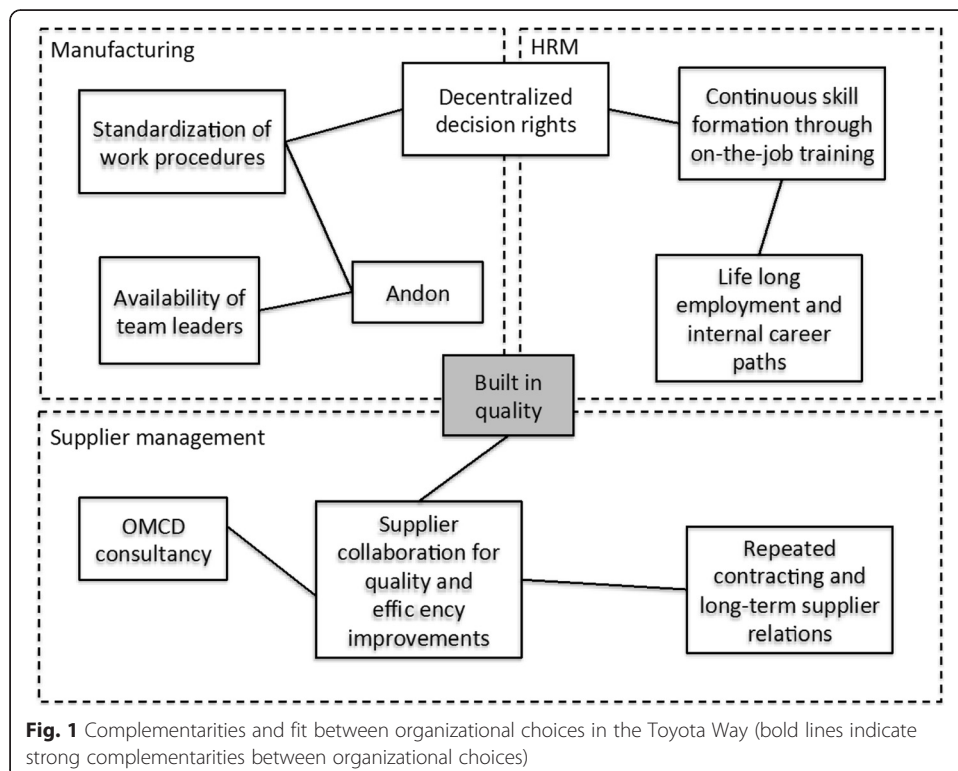 Manufacturing
HRM
Standardization of
work procedures
Decentralized
decision rights
Continuous skill
formation through
on-the-job training
Availability of
team leaders
Andon
Life long
employment and
internal career
paths
Built in
quality
Supplier management
OMCD
consultancy
Supplier
collaboration for
quality and
effic ency
improvements
Repeated
contracting and
long-term supplier
relations
Fig. 1 Complementarities and fit between organizational choices in the Toyota Way (bold lines indicate
strong complementarities between organizational choices)